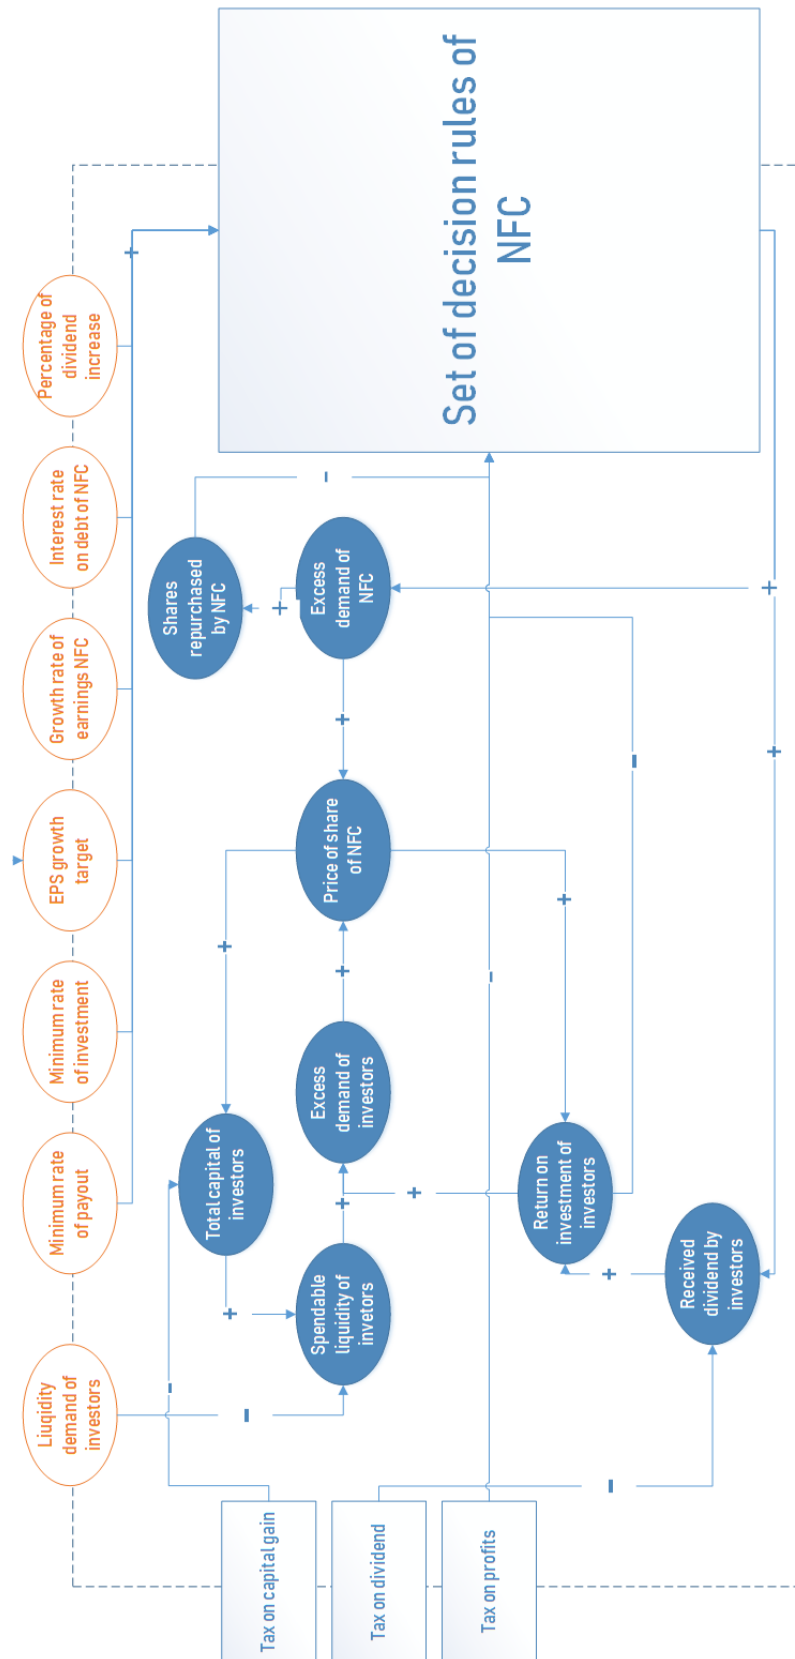 Liuqidity
demand of
investors
Minimum rate
of payout
Minimum rate
of investment
EPS growth
target
Growth rate of
earnings NFC
Interest rate
on debt of NFC
Percentage of
dividend
increase
+
Tax on capital gain
Tax on dividend
Tax on profits
-
-
-
-
Total capital of
investors
+
+
Spendable
liquidity of
invetors
+
Excess
demand of
investors
+
Price of share
of NFC
+
Excess
demand of
NFC
+
Shares
repurchased
by NFC
-
+
Return on
investment of
investors
+
-
+
Received
dividend by
investors
+
+
Set of decision rules of
NFC